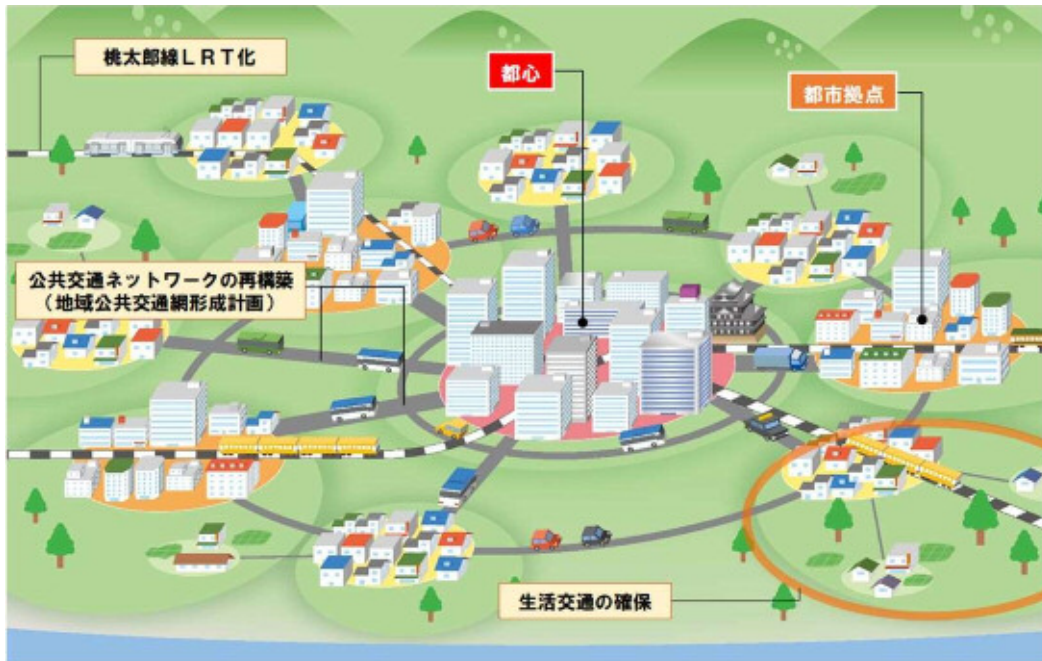 桃太郎線ＬＲＴ化
都心
都市拠点
公共交通ネットワークの再構築
（地域公共交通網形成計画）
生活交通の確保